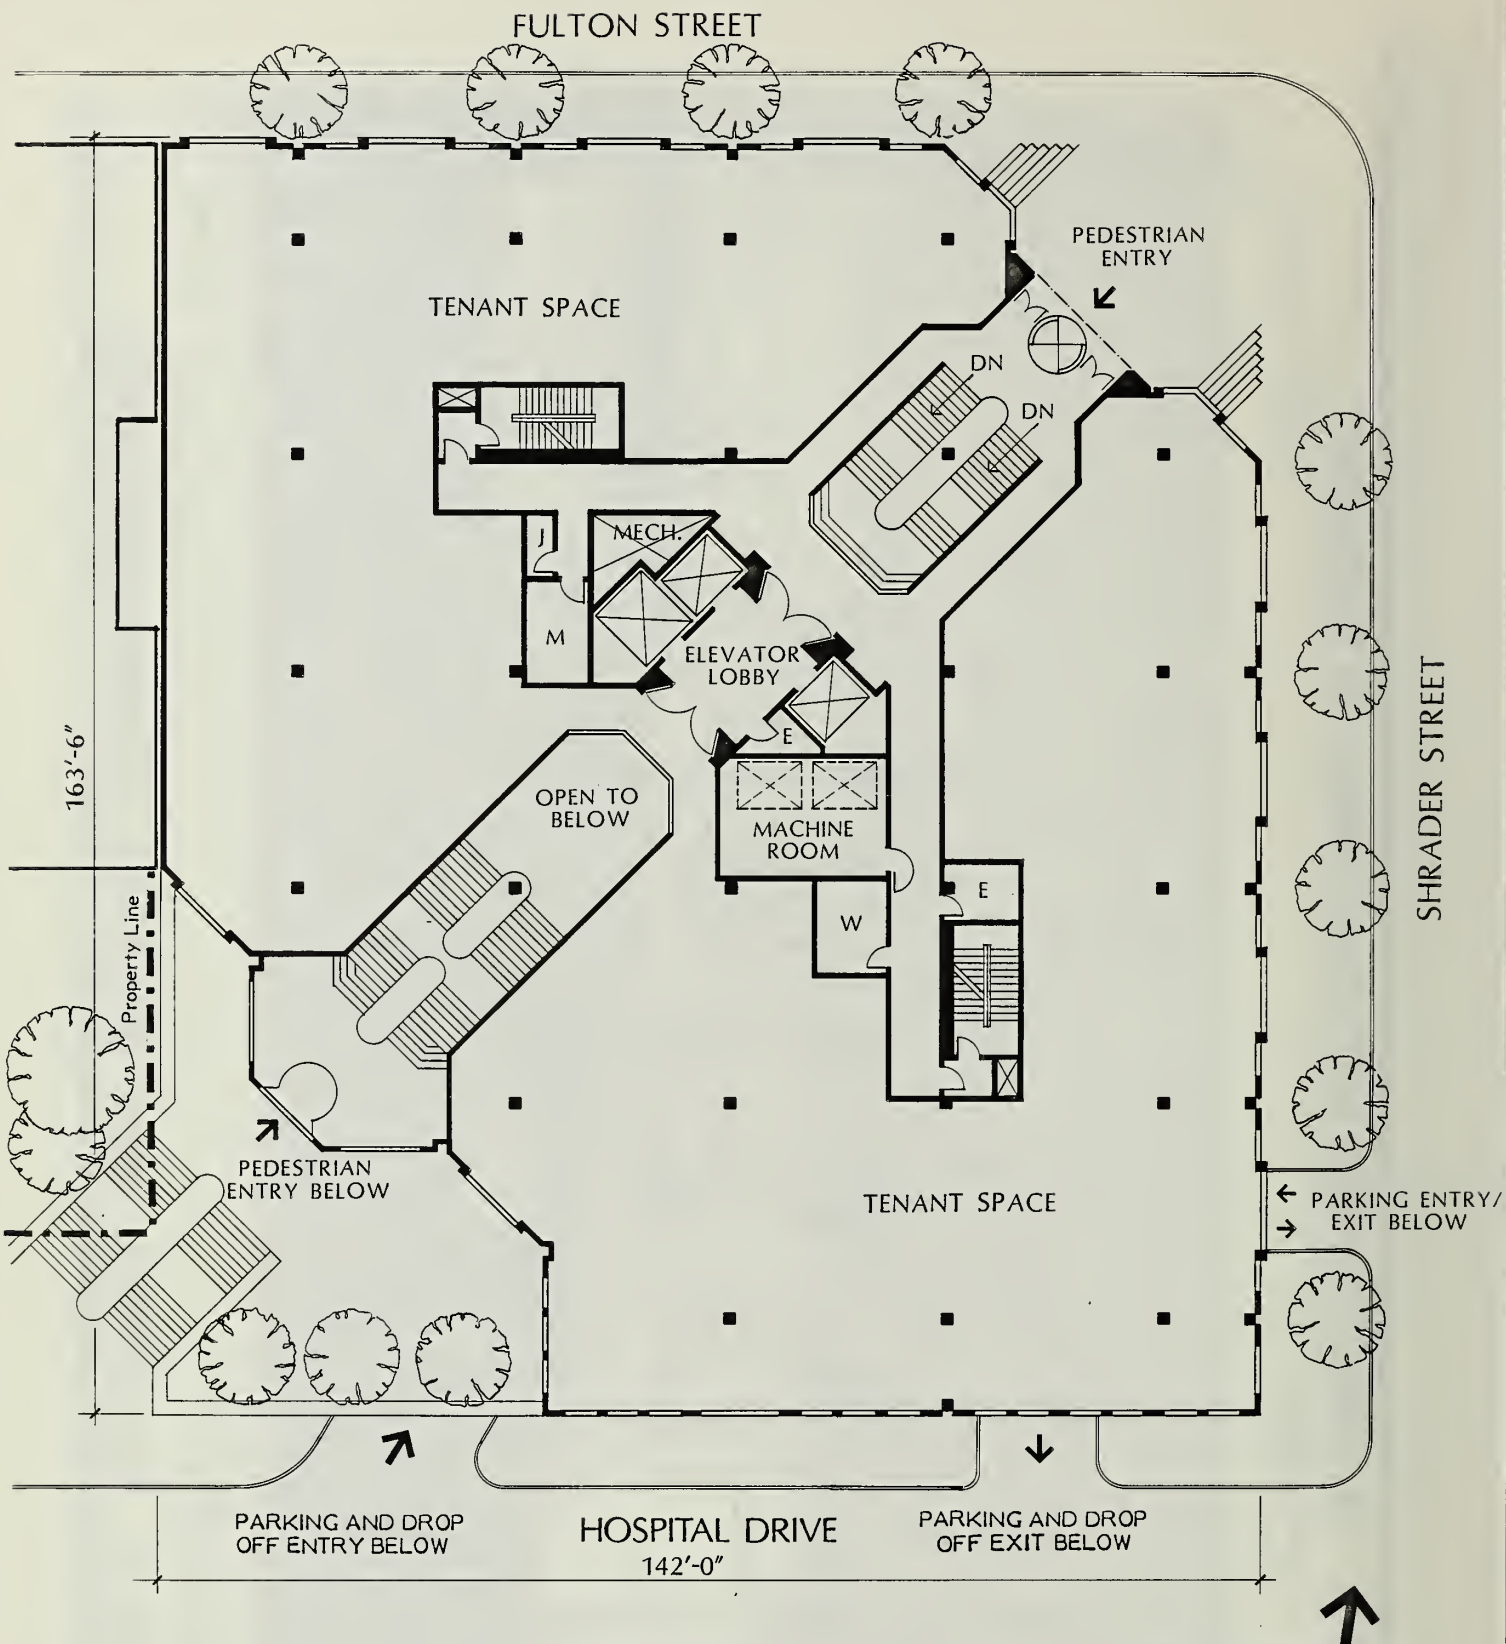 FULTON STREET
PEDESTRIAN
ENTRY
TENANT SPACE
DN
DN
J
MECH.
M
ELEVATOR
LOBBY
E
163'-6"
OPEN TO
BELOW
MACHINE
ROOM
SHRADER STREET
E
W
Property Line
PEDESTRIAN
ENTRY BELOW
TENANT SPACE
PARKING ENTRY/
EXIT BELOW
PARKING AND DROP
OFF ENTRY BELOW
HOSPITAL DRIVE
PARKING AND DROP
OFF EXIT BELOW
142'-0"